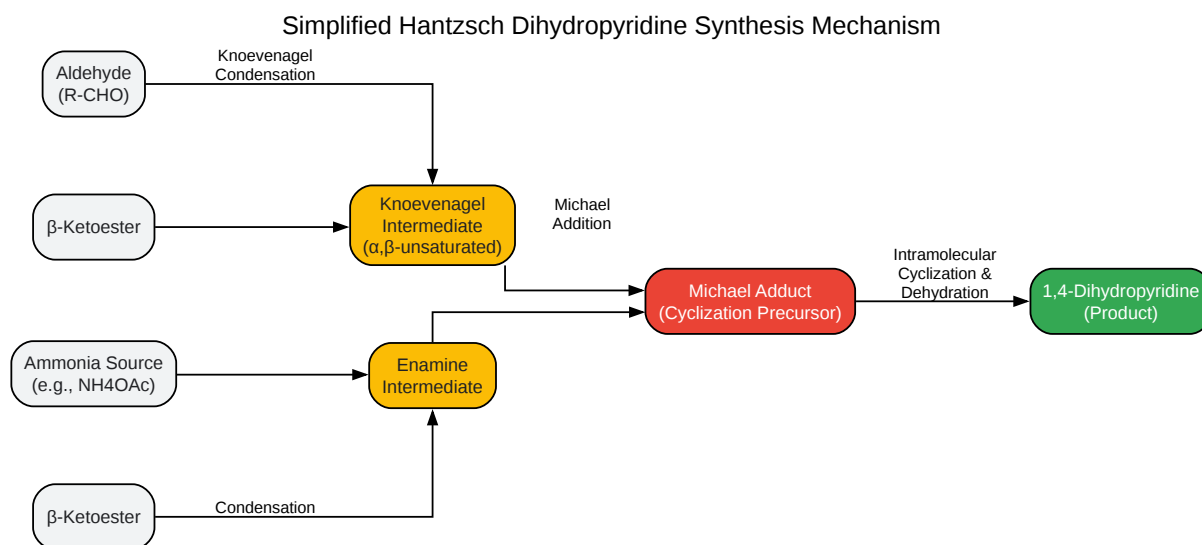 Simplified Hantzsch Dihydropyridine Synthesis Mechanism
Aldehyde
(R-CHO)
Knoevenagel
Condensation
β-Ketoester
Knoevenagel
Intermediate
(α,β-unsaturated)
Michael
Addition
Ammonia Source
(e.g., NH4OAc)
Enamine
Intermediate
β-Ketoester
Condensation
Michael Adduct
(Cyclization Precursor)
Intramolecular
Cyclization &
Dehydration
1,4-Dihydropyridine
(Product)